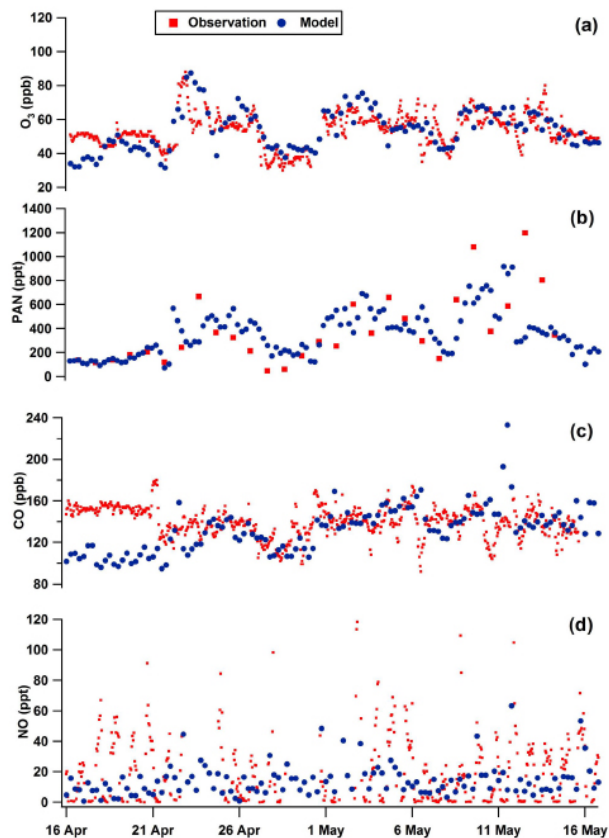 Observation Model
(a)
120
100
80
60
40
20
O3 (ppb)
(b)
1400
1200
1000
800
600
400
200
0
PAN (ppt)
(c)
240
200
160
120
80
CO (ppb)
(d)
120
100
80
60
40
20
0
NO (ppt)
16 Apr 21 Apr 26 Apr 1 May 6 May 11 May 16 May